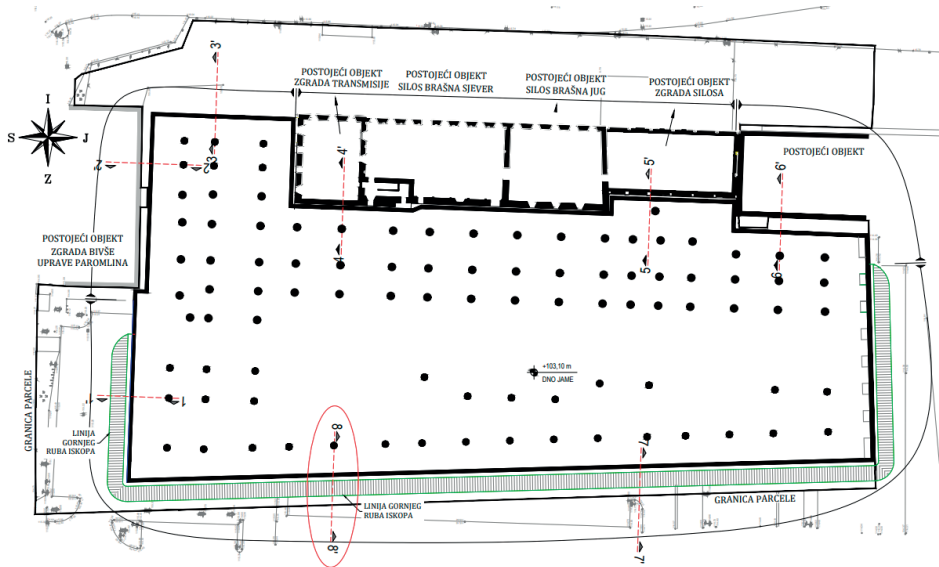 3'
POSTOJEĆI OBJEKT
ZGRADA TRANSMISIJE
POSTOJEĆI OBJEKT
SILOS BRAŠNA SJEVER
POSTOJEĆI OBJEKT
SILOS BRAŠNA JUG
POSTOJEĆI OBJEKT
ZGRADA SILOSA
I
S
J
Z
3
2'
2
4'
5'
6'
POSTOJEĆI OBJEKT
POSTOJEĆI OBJEKT
ZGRADA BIVŠE
UPRAVE PAROMLINA
4
5
6
+103,10 m
DNO JAME
GRANICA PARCELE
1'
1
LINIJA
GORNJEG
RUBA ISKOPA
8
7
GRANICA PARCELE
LINIJA GORNJEG
RUBA ISKOPA
8'
7'